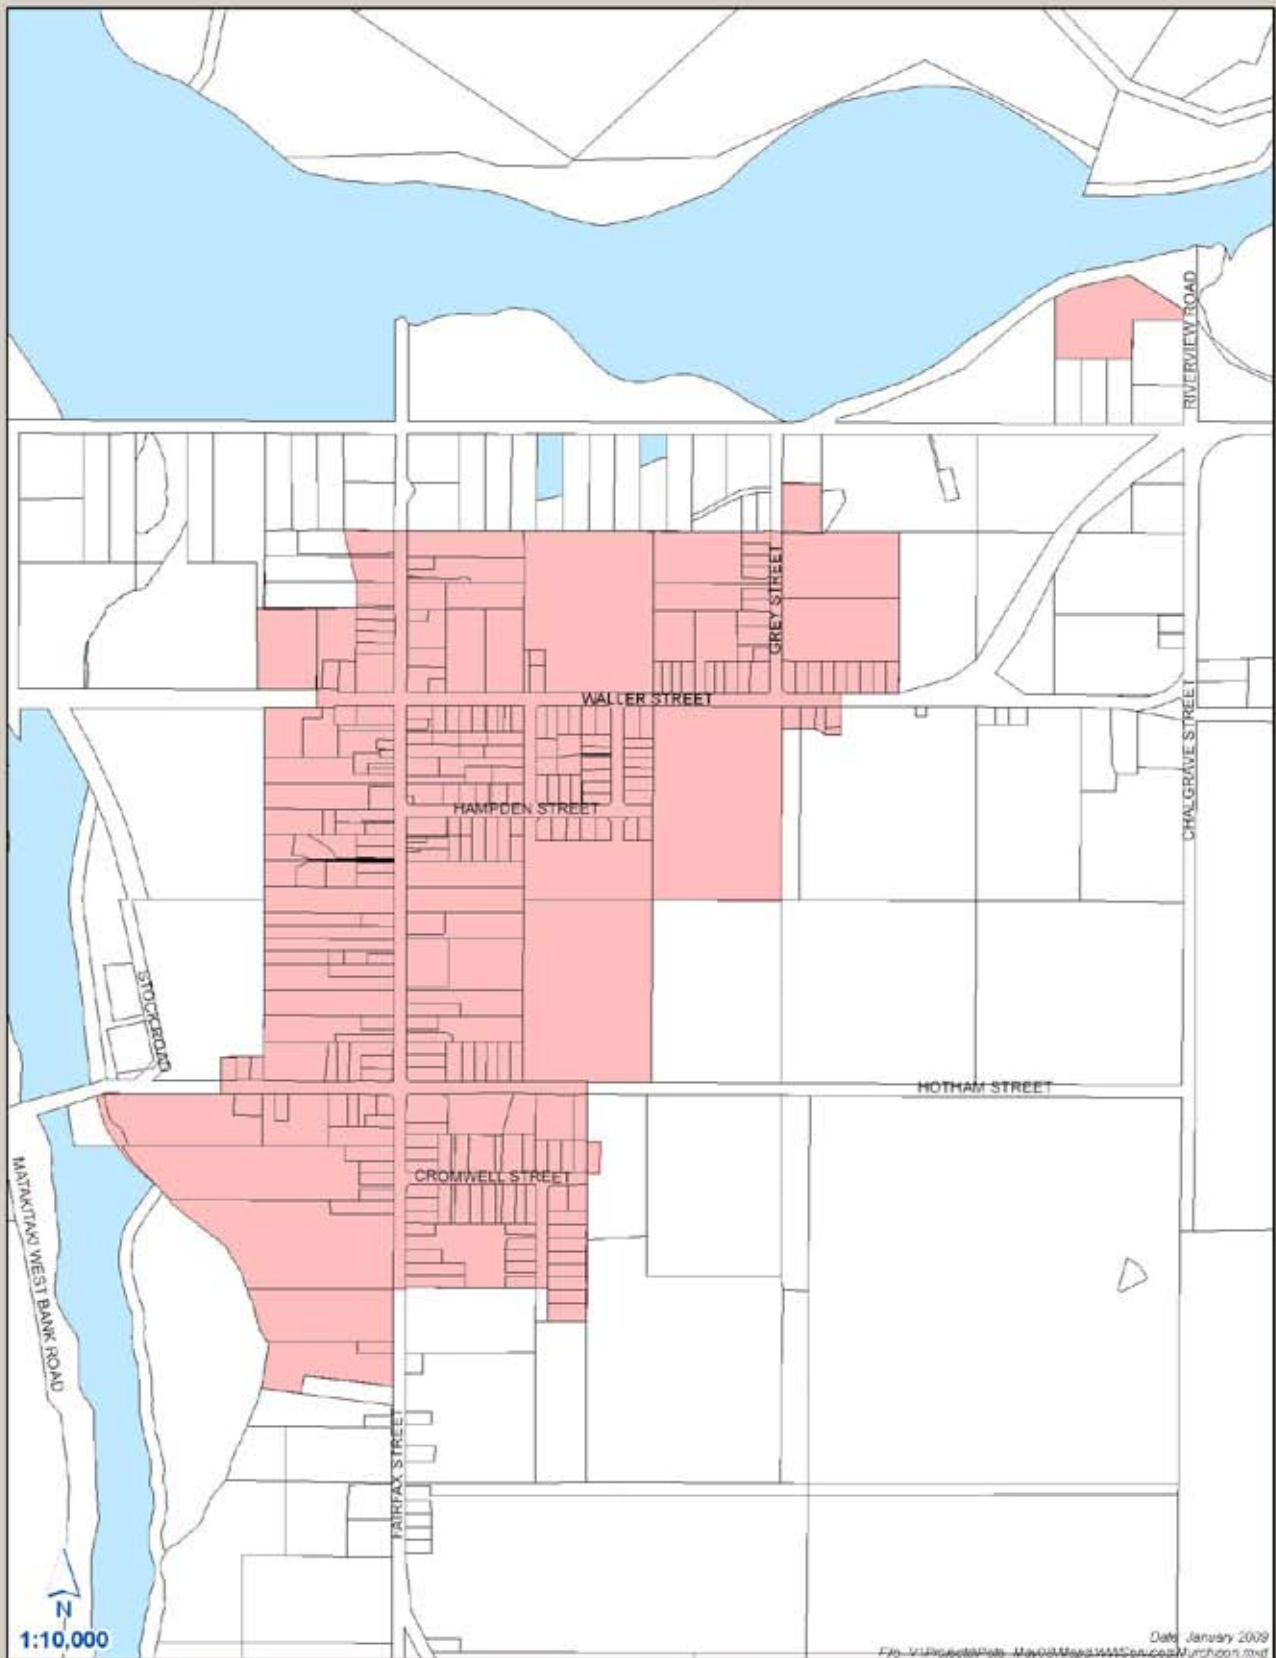 RIVERVIEW ROAD
GREY STREET
WALLER STREET
CHALGRAVE STREET
HAMPDEN STREET
STOCK ROAD
HOTHAM STREET
CROMWELL STREET
MATAKITAKI WEST BANK ROAD
FAIRFAX STREET
N
1:10,000
Date: January 2009